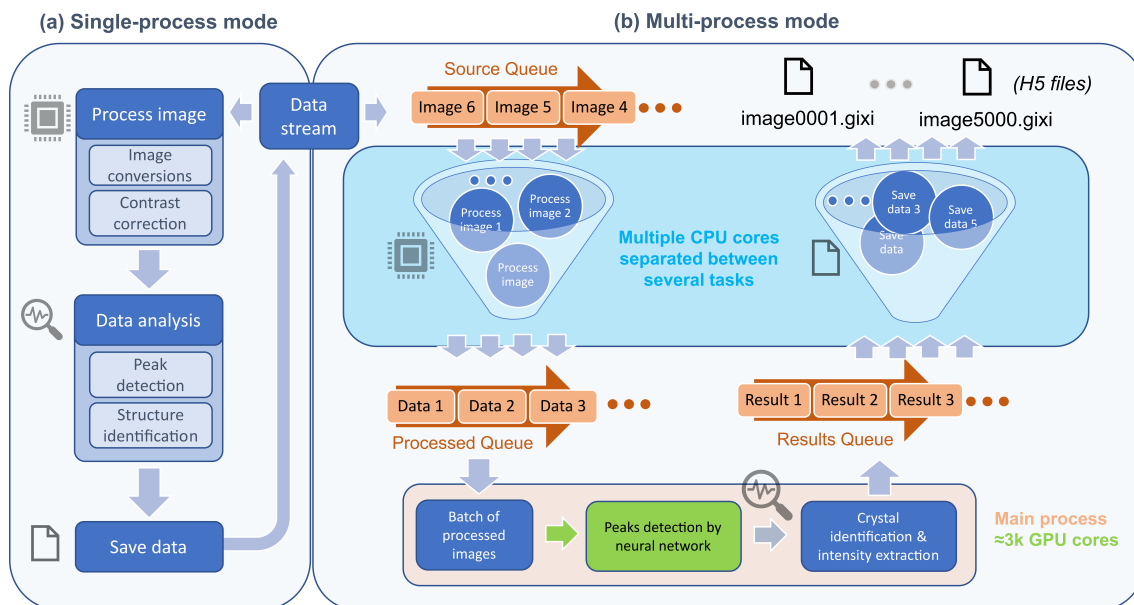 (a) Single-process mode
Process image
Image
conversions
Contrast
correction
Data analysis
Peak
detection
Structure
identification
Save data
Data
stream
(b) Multi-process mode
Source Queue
Image 6
Image 5
Image 4
image0001.gixi
image5000.gixi
(H5 files)
Process
image 1
Process
image 2
Process
image
Multiple CPU cores
separated between
several tasks
Save
data 3
Save
data 5
Save
data
Data 1
Data 2
Data 3
Processed Queue
Result 1
Result 2
Result 3
Results Queue
Batch of
processed
images
Peaks detection by
neural network
Crystal
identification &
intensity extraction
Main process
≈3k GPU cores